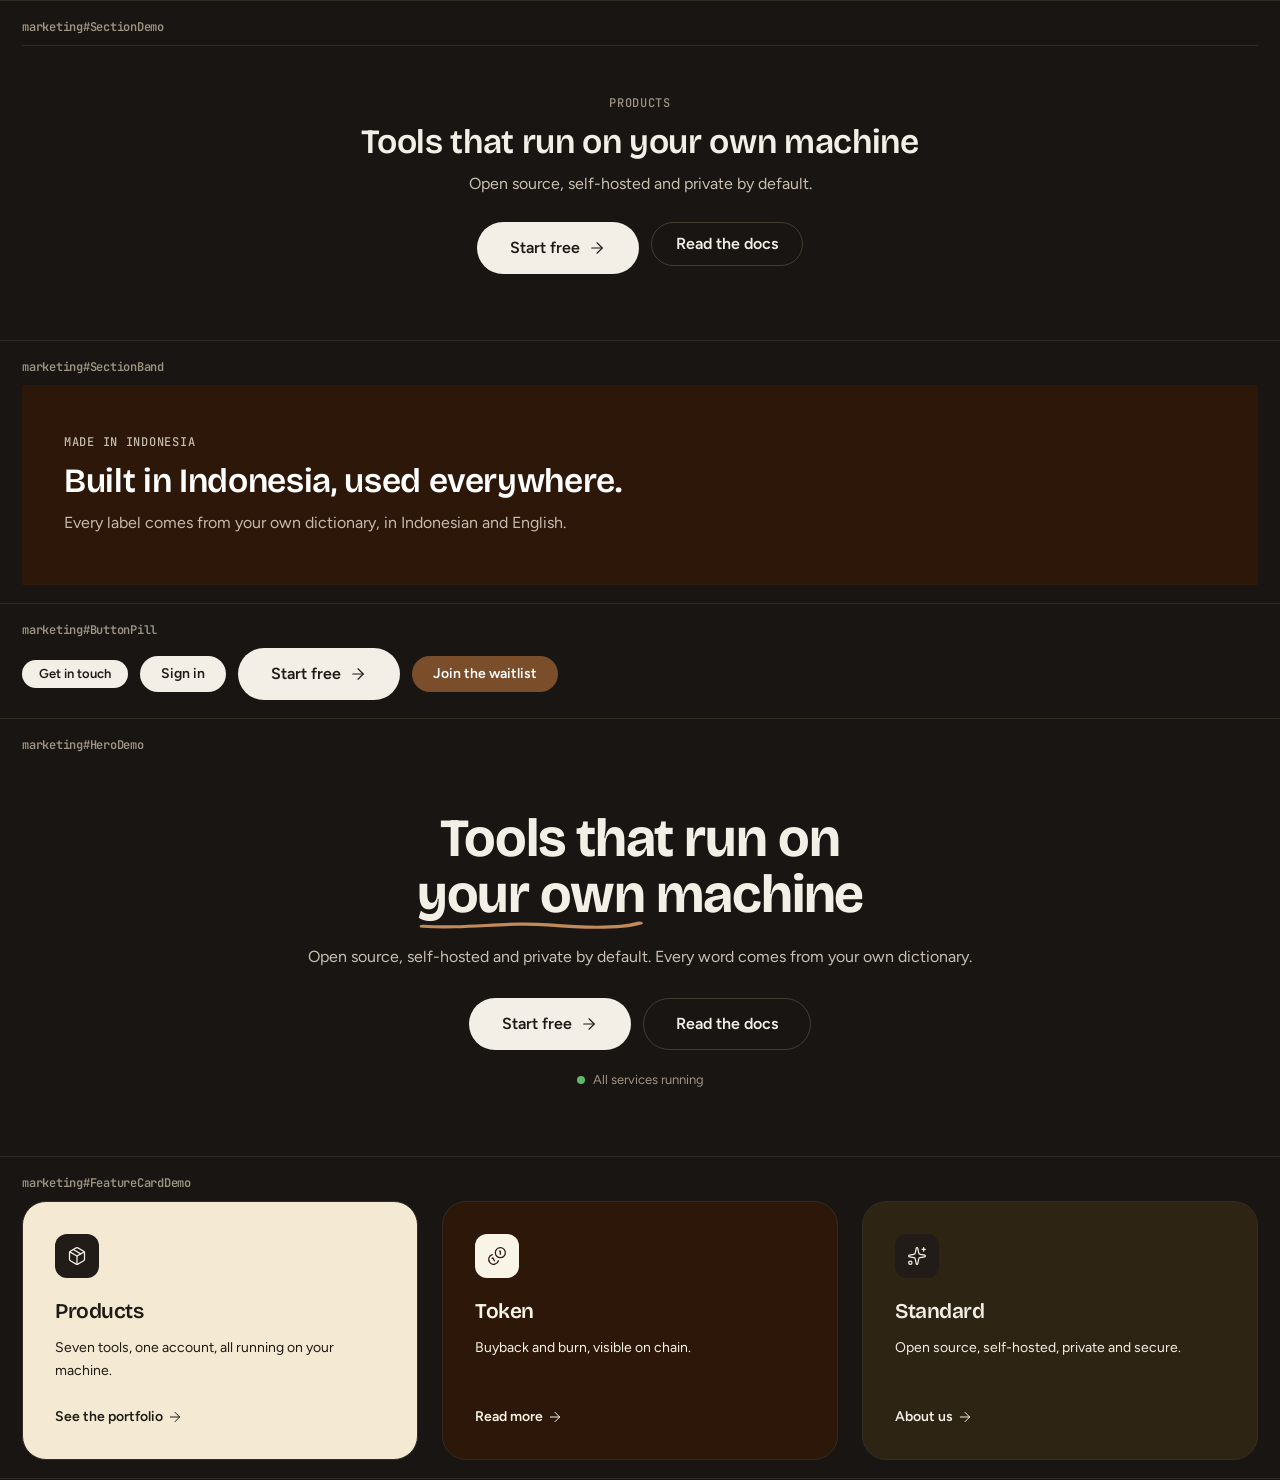 marketing#SectionDemo
PRODUCTS
Tools that run on your own machine
Open source, self-hosted and private by default.
Start free
Read the docs
marketing#SectionBand
MADE IN INDONESIA
Built in Indonesia, used everywhere.
Every label comes from your own dictionary, in Indonesian and English.
marketing#ButtonPill
Get in touch
Sign in
Start free
Join the waitlist
marketing#HeroDemo
Tools that run on
your own machine
Open source, self-hosted and private by default. Every word comes from your own dictionary.
Start free
Read the docs
All services running
marketing#FeatureCardDemo
Products
Seven tools, one account, all running on your
machine.
See the portfolio
Token
Buyback and burn, visible on chain.
Read more
Standard
Open source, self-hosted, private and secure.
About us